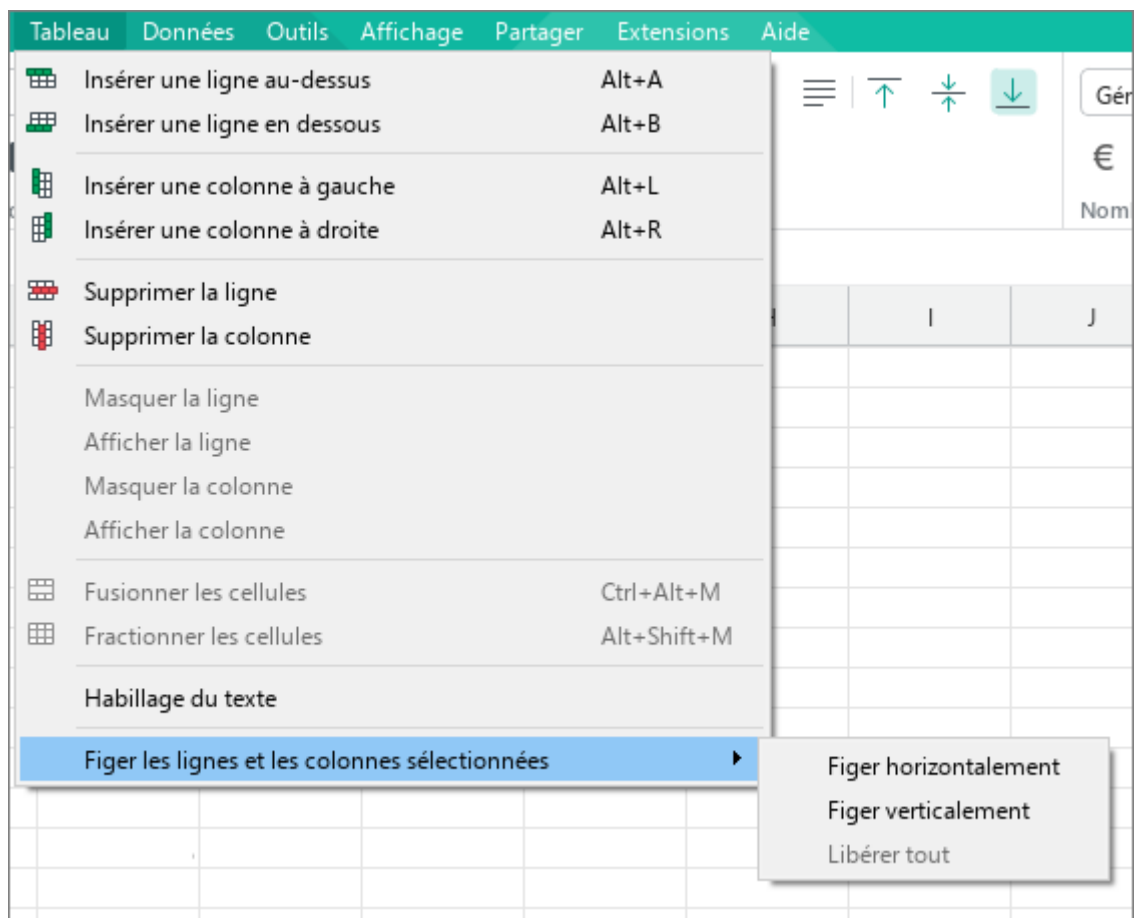 Tableau Données Outils Affichage Partager Extensions Aide
Insérer une ligne au-dessus Alt+A
Insérer une ligne en dessous Alt+B
Insérer une colonne à gauche Alt+L
Insérer une colonne à droite Alt+R
Supprimer la ligne
Supprimer la colonne
Masquer la ligne
Afficher la ligne
Masquer la colonne
Afficher la colonne
Fusionner les cellules Ctrl+Alt+M
Fractionner les cellules Alt+Shift+M
Habillage du texte
Figer les lignes et les colonnes sélectionnées
Figer horizontalement
Figer verticalement
Libérer tout
Gér
€
Nom
I J